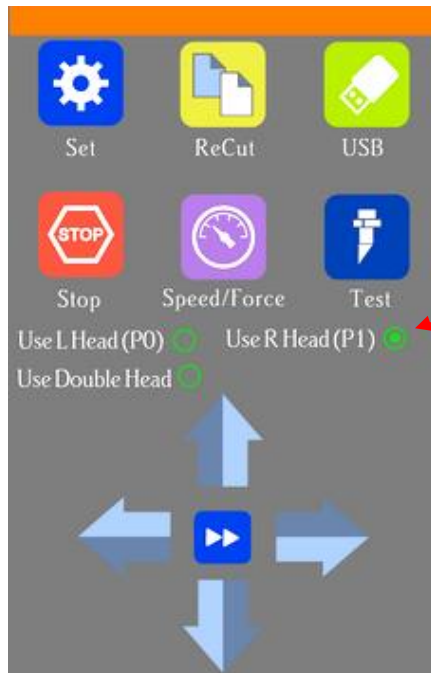 Set ReCut USB
STOP
Stop Speed/Force Test
Use L Head (P0) Use R Head (P1)
Use Double Head